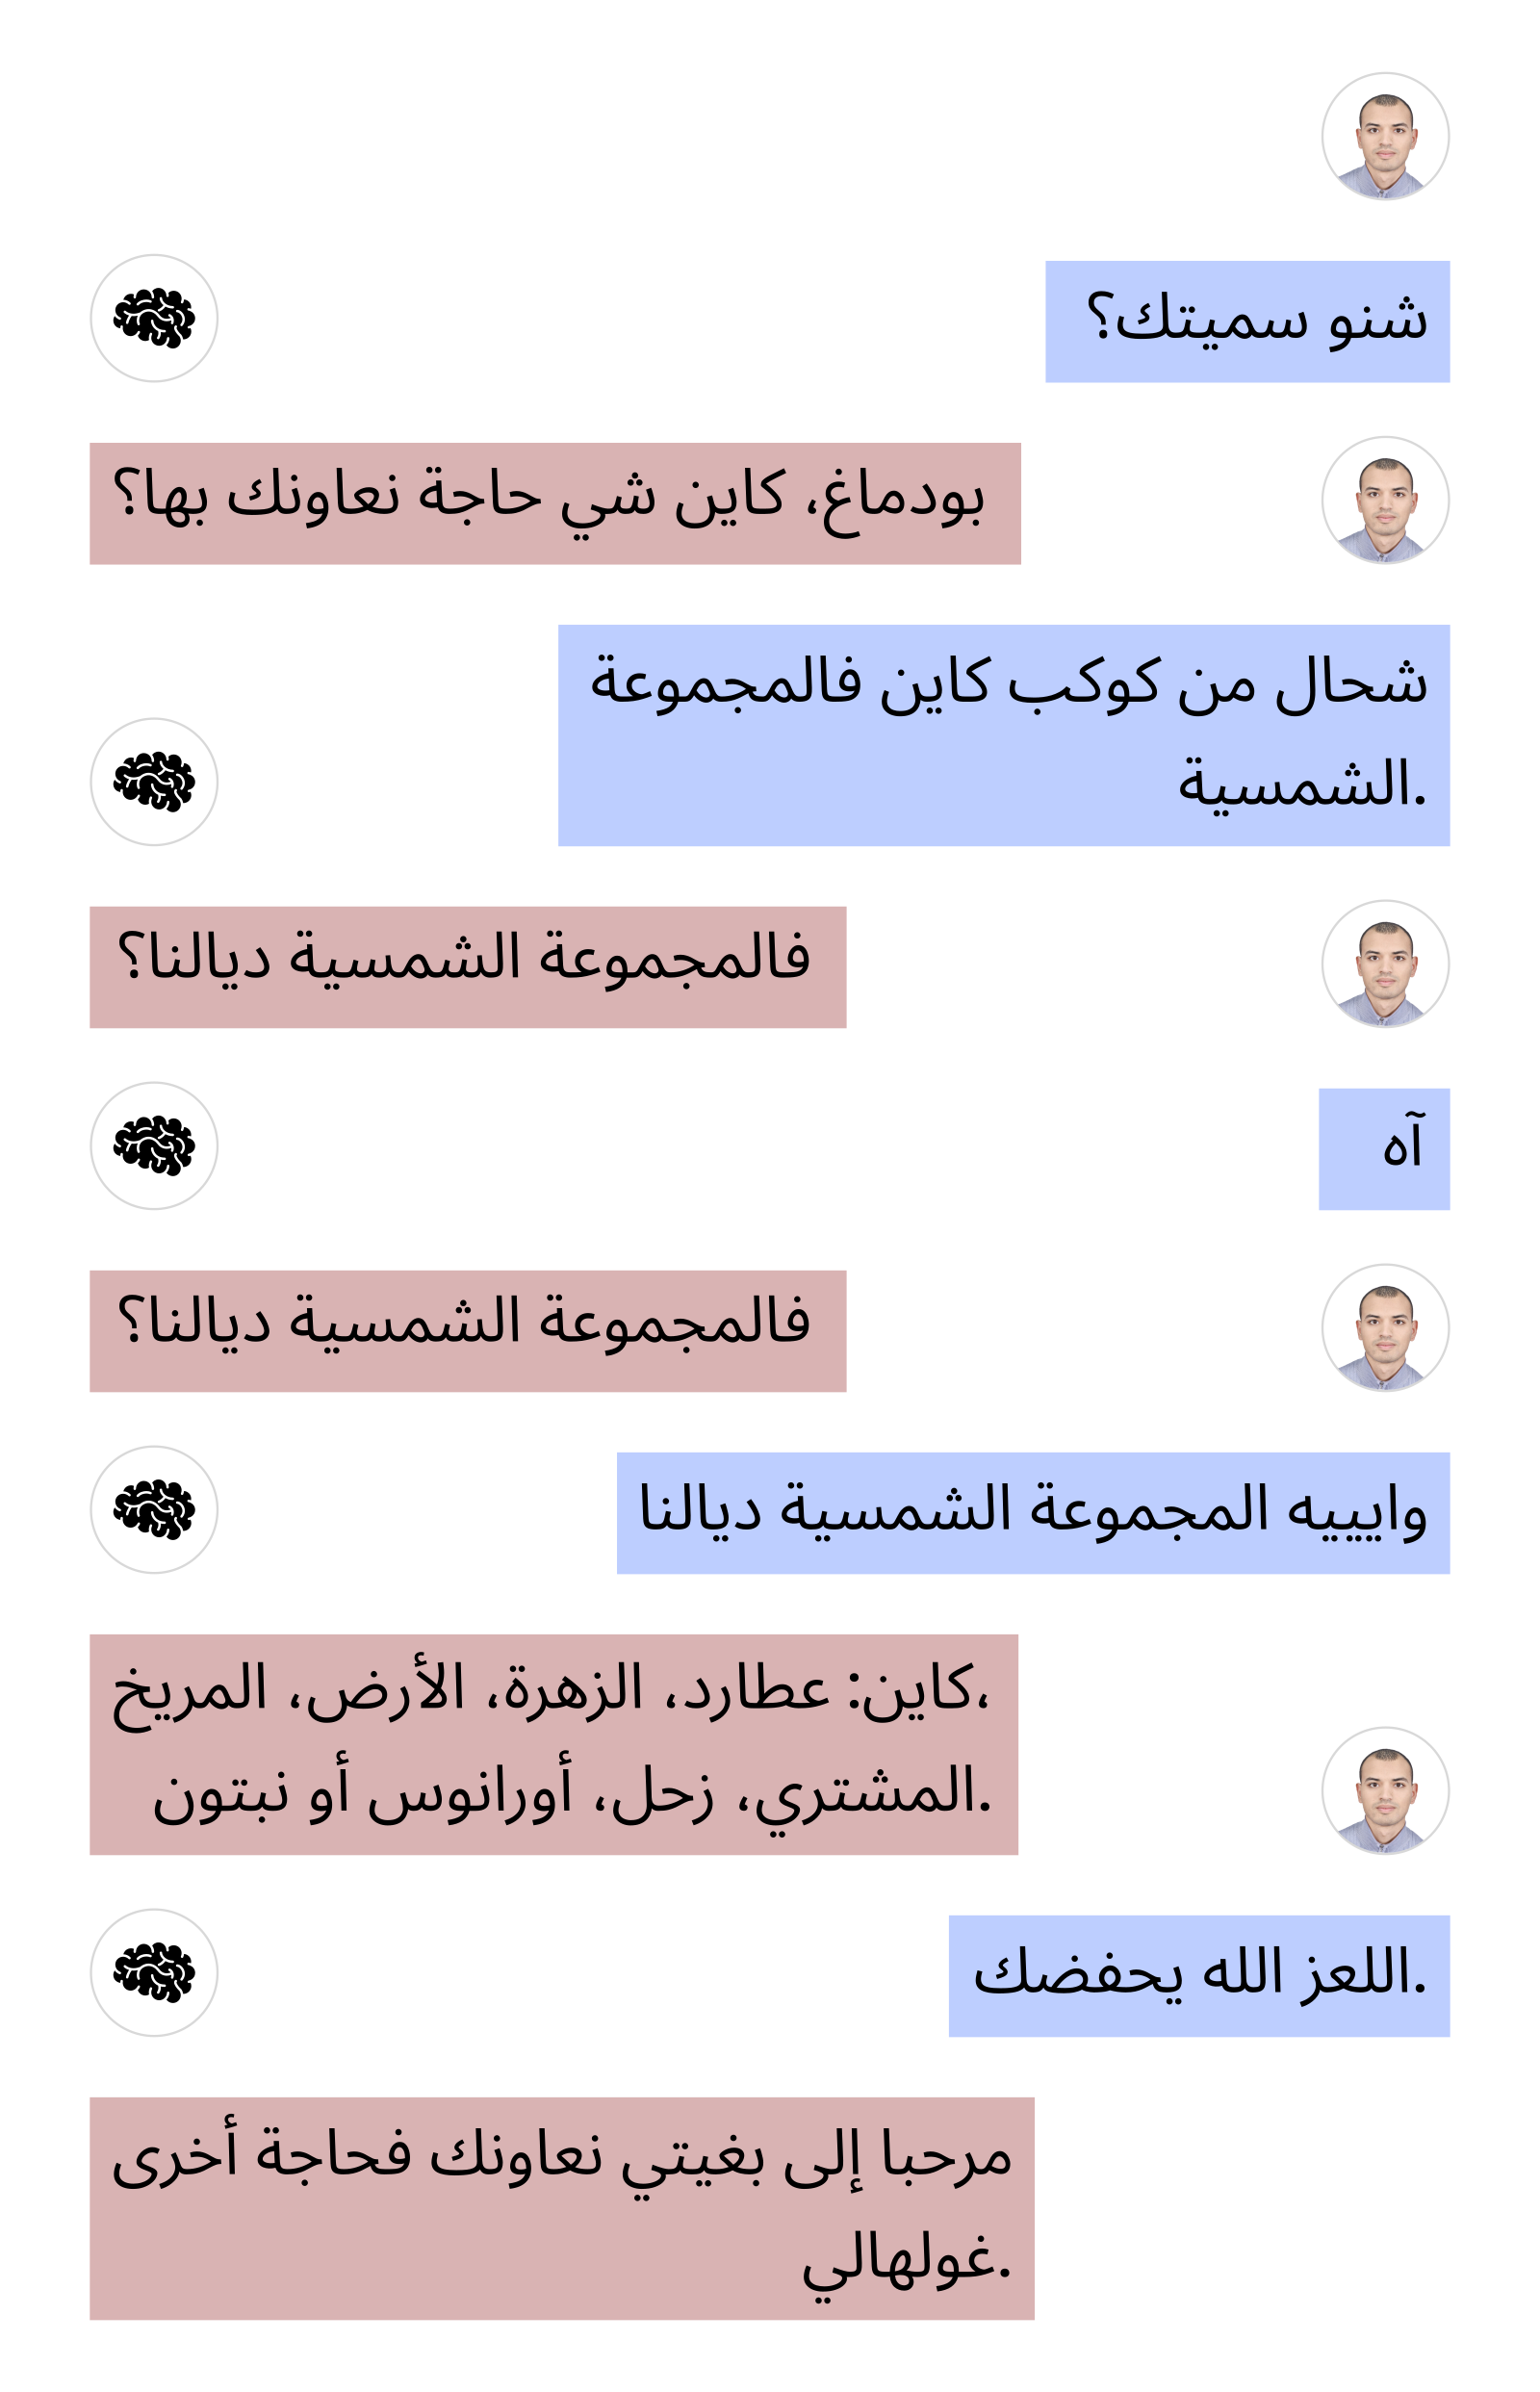 شنو سميتك؟
بودماغ، كاين شي حاجة نعاونك بها؟
شحال من كوكب كاين فالمجموعة
الشمسية.
فالمجموعة الشمسية ديالنا؟
آه
فالمجموعة الشمسية ديالنا؟
واييييه المجموعة الشمسية ديالنا
كاين: عطارد، الزهرة، الأرض، المريخ،
المشتري، زحل، أورانوس أو نبتون.
اللعز الله يحفضك.
مرحبا إلى بغيتي نعاونك فحاجة أخرى
غولهالي.